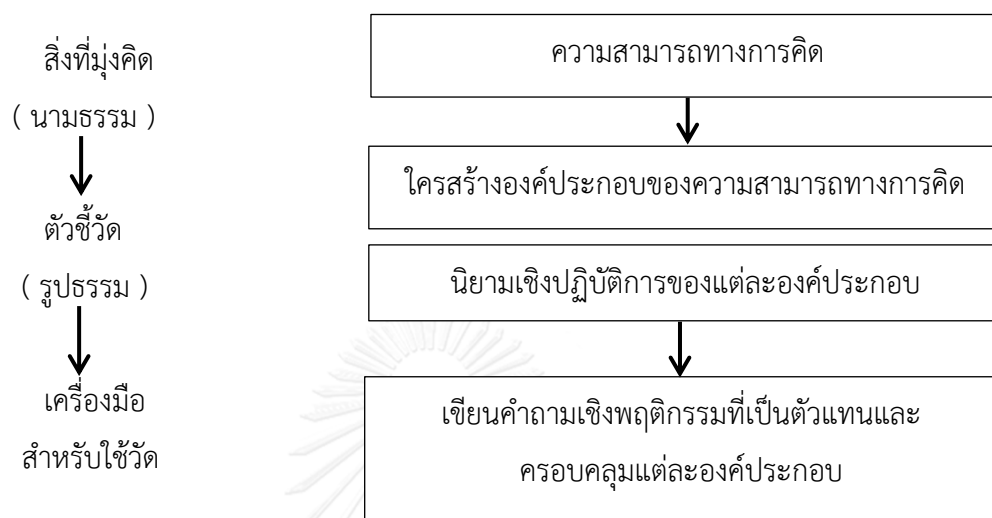 สิ่งที่มุ่งคิด
( นามธรรม )
ตัวชี้วัด
( รูปธรรม )
เครื่องมือ
สำหรับใช้วัด
ความสามารถทางการคิด
ใครสร้างองค์ประกอบของความสามารถทางการคิด
นิยามเชิงปฏิบัติการของแต่ละองค์ประกอบ
เขียนคำถามเชิงพฤติกรรมที่เป็นตัวแทนและ
ครอบคลุมแต่ละองค์ประกอบ